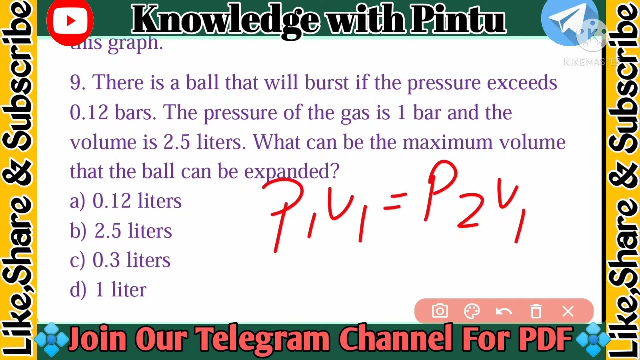 Knowledge with Pintu
this graph.
KINEMASTER
9. There is a ball that will burst if the pressure exceeds
0.12 bars. The pressure of the gas is 1 bar and the
volume is 2.5 liters. What can be the maximum volume
that the ball can be expanded?
a) 0.12 liters
b) 2.5 liters
c) 0.3 liters
d) 1 liter
P₁V₁ = P₂V₁
Like,Share & Subscribe
Like,Share & Subscribe
Join Our Telegram Channel For PDF